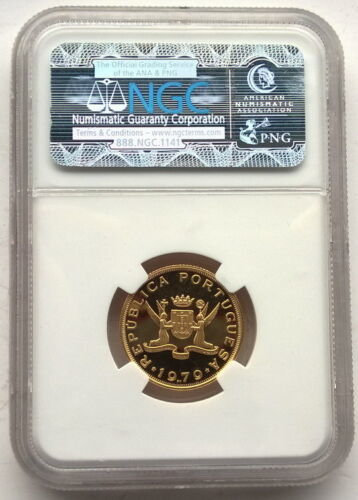 The Official Grading Service
of the ANA & PNG
NGC
Numismatic Guaranty Corporation
Terms & Conditions – www.ngcterms.com
888.NGC.1141
AMERICAN
NUMISMATIC
ASSOCIATION
PNG
REPÚBLICA PORTUGUESA
1979